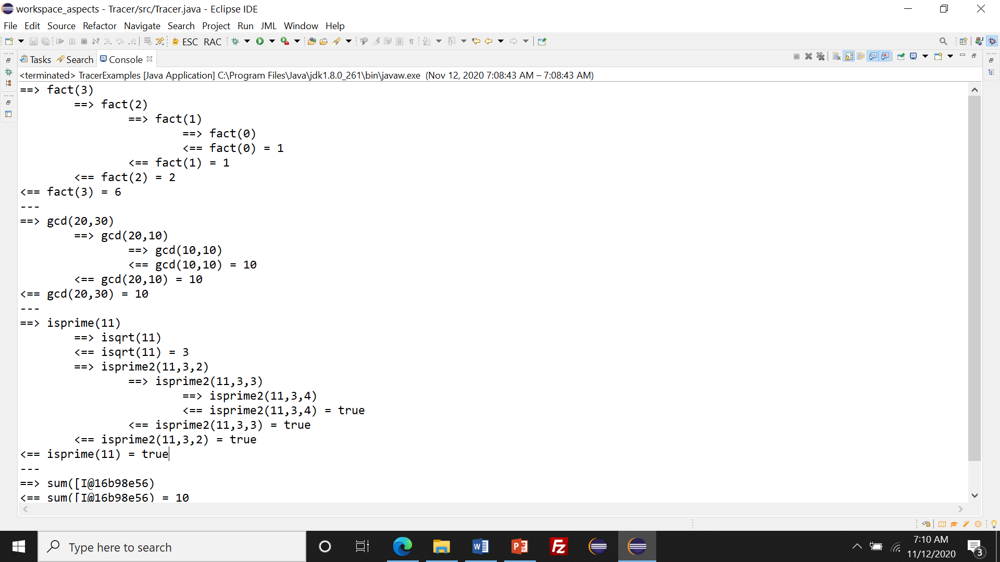 workspace_aspects - Tracer/src/Tracer.java - Eclipse IDE
File Edit Source Refactor Navigate Search Project Run JML Window Help
ESC RAC
Tasks Search Console
<terminated> TracerExamples [Java Application] C:\Program Files\Java\jdk1.8.0_261\bin\javaw.exe (Nov 12, 2020 7:08:43 AM – 7:08:43 AM)
==> fact(3)
        ==> fact(2)
                ==> fact(1)
                        ==> fact(0)
                        <== fact(0) = 1
                <== fact(1) = 1
        <== fact(2) = 2
<== fact(3) = 6
---
==> gcd(20,30)
        ==> gcd(20,10)
                ==> gcd(10,10)
                <== gcd(10,10) = 10
        <== gcd(20,10) = 10
<== gcd(20,30) = 10
---
==> isprime(11)
        ==> isqrt(11)
        <== isqrt(11) = 3
        ==> isprime2(11,3,2)
                ==> isprime2(11,3,3)
                        ==> isprime2(11,3,4)
                        <== isprime2(11,3,4) = true
                <== isprime2(11,3,3) = true
        <== isprime2(11,3,2) = true
<== isprime(11) = true
---
==> sum([I@16b98e56)
<== sum([I@16b98e56) = 10
Type here to search
7:10 AM
11/12/2020
3